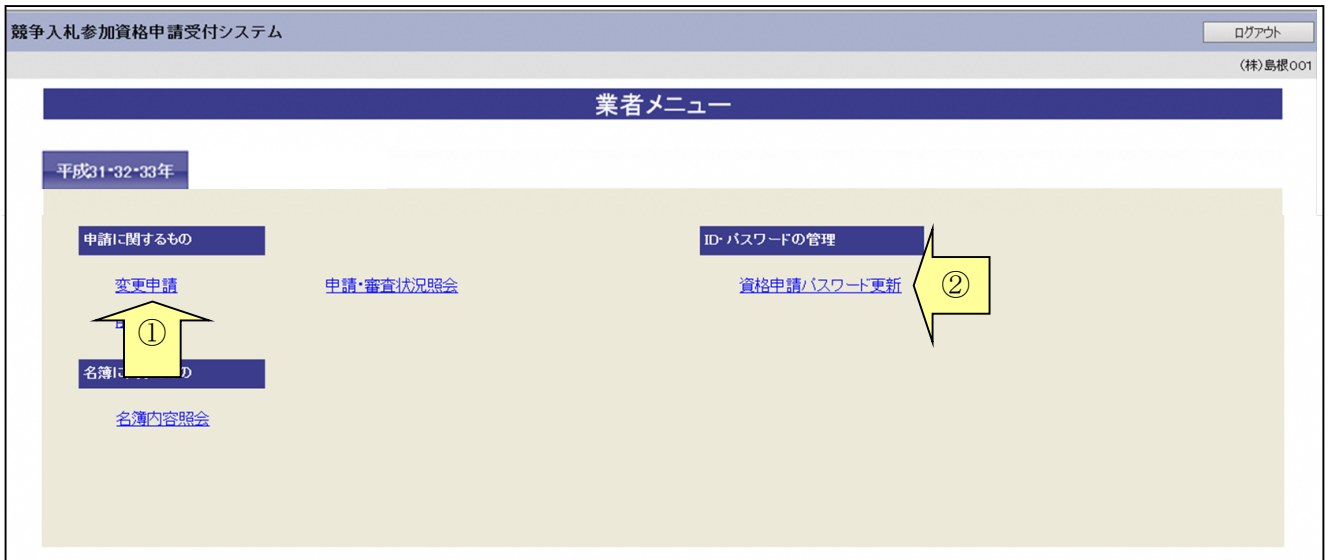 競争入札参加資格申請受付システム
ログアウト
(株)島根001
業者メニュー
平成31・32・33年
申請に関するもの
ID・パスワードの管理
変更申請
申請・審査状況照会
資格申請パスワード更新
②
①
名簿に の
名簿内容照会